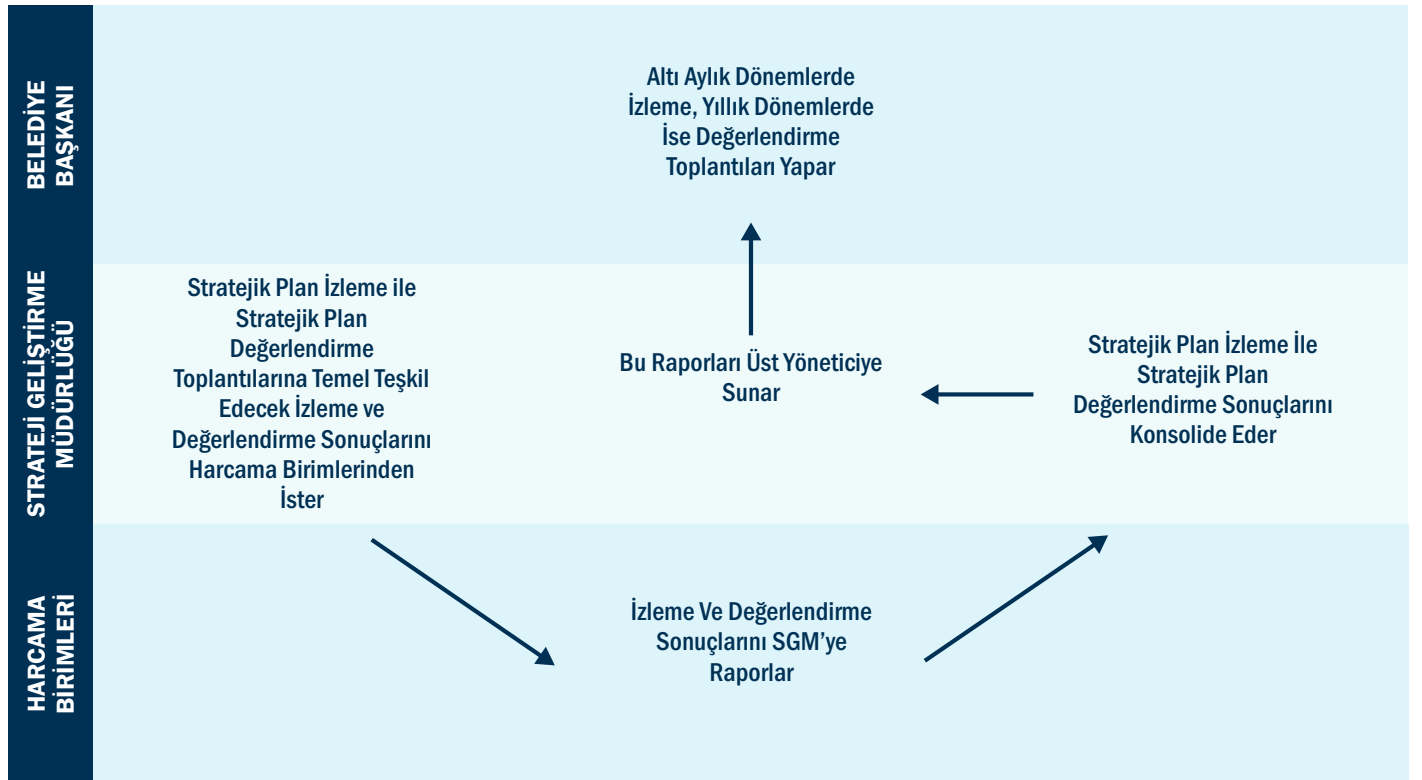 BELEDİYE
BAŞKANI
Altı Aylık Dönemlerde
İzleme, Yıllık Dönemlerde
İse Değerlendirme
Toplantıları Yapar
STRATEJİ GELİŞTİRME
MÜDÜRLÜĞÜ
Stratejik Plan İzleme ile
Stratejik Plan
Değerlendirme
Toplantılarına Temel Teşkil
Edecek İzleme ve
Değerlendirme Sonuçlarını
Harcama Birimlerinden
İster
Bu Raporları Üst Yöneticiye
Sunar
Stratejik Plan İzleme İle
Stratejik Plan
Değerlendirme Sonuçlarını
Konsolide Eder
HARCAMA
BİRİMLERİ
İzleme Ve Değerlendirme
Sonuçlarını SGM’ye
Raporlar